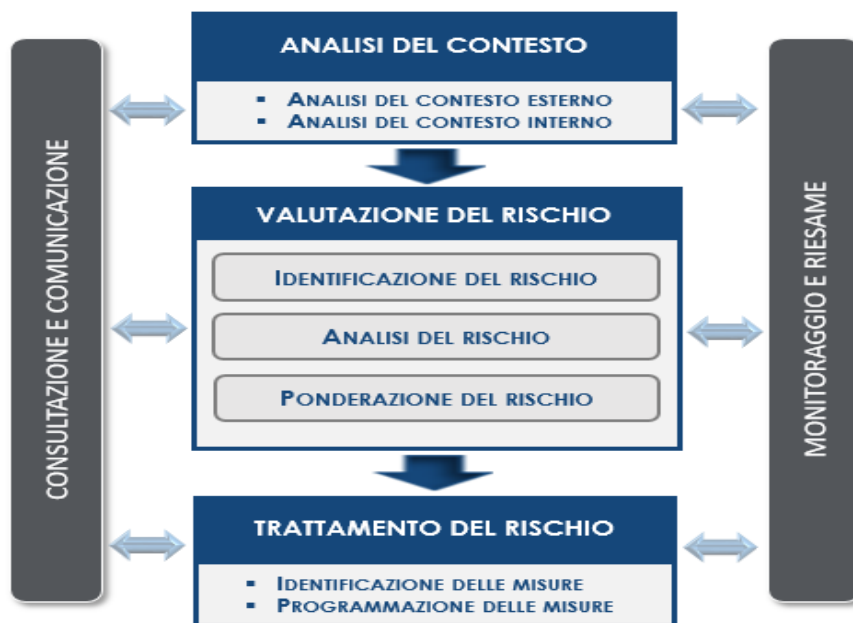 CONSULTAZIONE E COMUNICAZIONE
ANALISI DEL CONTESTO
▪ ANALISI DEL CONTESTO ESTERNO
▪ ANALISI DEL CONTESTO INTERNO
VALUTAZIONE DEL RISCHIO
IDENTIFICAZIONE DEL RISCHIO
ANALISI DEL RISCHIO
PONDERAZIONE DEL RISCHIO
TRATTAMENTO DEL RISCHIO
▪ IDENTIFICAZIONE DELLE MISURE
▪ PROGRAMMAZIONE DELLE MISURE
MONITORAGGIO E RIESAME